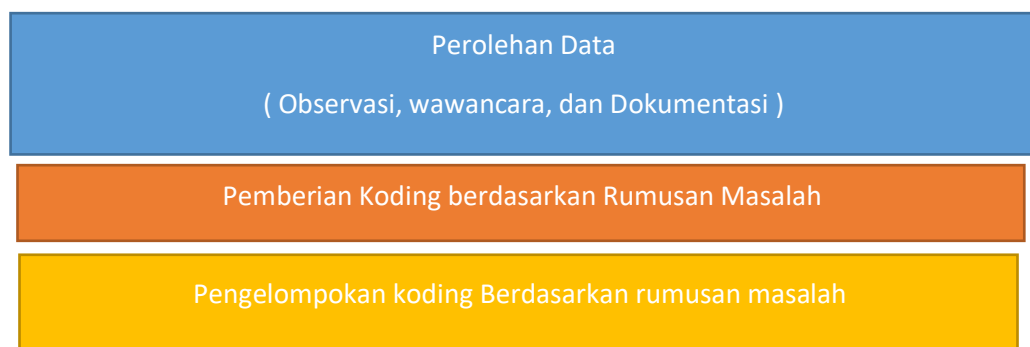 Perolehan Data
( Observasi, wawancara, dan Dokumentasi )
Pemberian Koding berdasarkan Rumusan Masalah
Pengelompokan koding Berdasarkan rumusan masalah